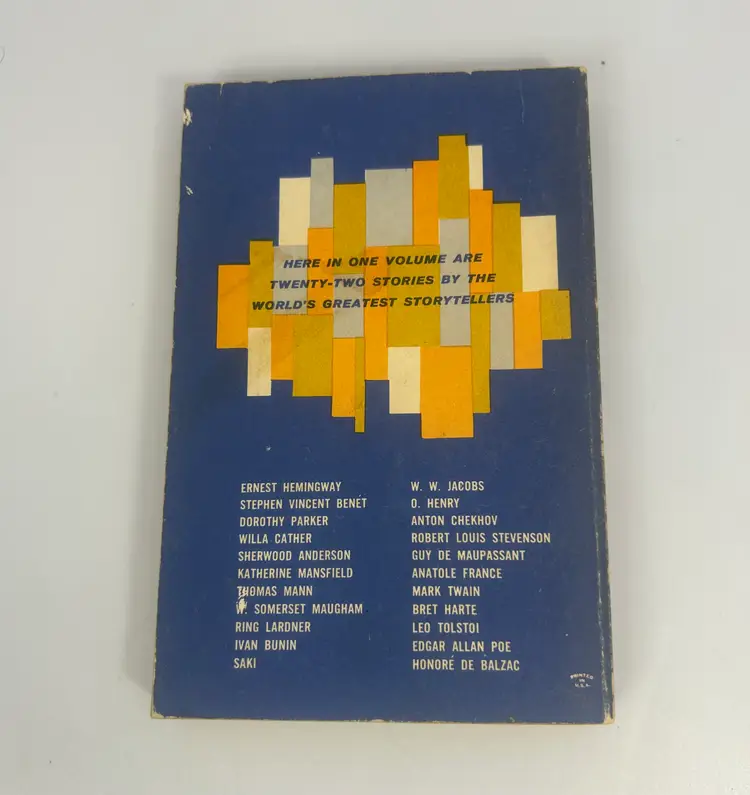 HERE IN ONE VOLUME ARE
TWENTY-TWO STORIES BY THE
WORLD'S GREATEST STORYTELLERS
ERNEST HEMINGWAY
STEPHEN VINCENT BENÉT
DOROTHY PARKER
WILLA CATHER
SHERWOOD ANDERSON
KATHERINE MANSFIELD
THOMAS MANN
W. SOMERSET MAUGHAM
RING LARDNER
IVAN BUNIN
SAKI
W. W. JACOBS
O. HENRY
ANTON CHEKHOV
ROBERT LOUIS STEVENSON
GUY DE MAUPASSANT
ANATOLE FRANCE
MARK TWAIN
BRET HARTE
LEO TOLSTOI
EDGAR ALLAN POE
HONORÉ DE BALZAC
PRINTED
IN
U.S.A.